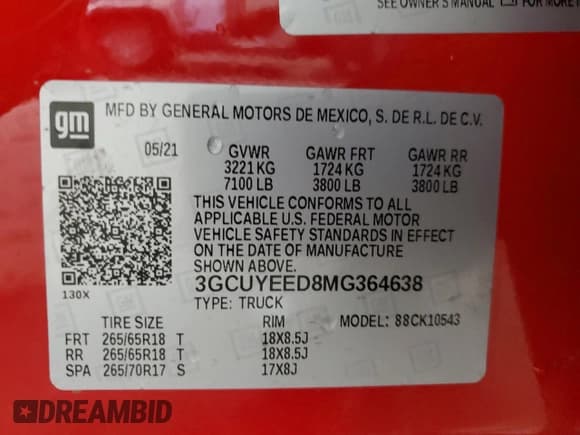 SEE OWNER'S MANUAL FOR MORE
gm
MFD BY GENERAL MOTORS DE MEXICO, S. DE R.L. DE C.V.
05/21 GVWR GAWR FRT GAWR RR
3221 KG 1724 KG 1724 KG
7100 LB 3800 LB 3800 LB
THIS VEHICLE CONFORMS TO ALL
APPLICABLE U.S. FEDERAL MOTOR
VEHICLE SAFETY STANDARDS IN EFFECT
ON THE DATE OF MANUFACTURE
SHOWN ABOVE.
130X
3GCUYEED8MG364638
TYPE: TRUCK
TIRE SIZE RIM MODEL: 88CK10543
FRT 265/65R18 T 18X8.5J
RR 265/65R18 T 18X8.5J
SPA 265/70R17 S 17X8J
DREAMBID